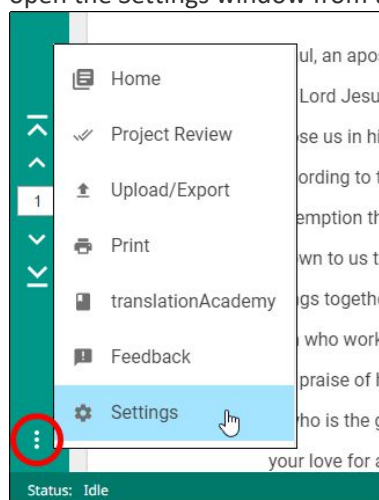 open the Settings window from
ul, an apo
Home
Lord Jesu
Project Review
se us in hi
1
Upload/Export
ording to
emption th
Print
wn to us t
translationAcademy
gs togethe
who work
Feedback
praise of
Settings
ho is the g
your love for a
Status: Idle